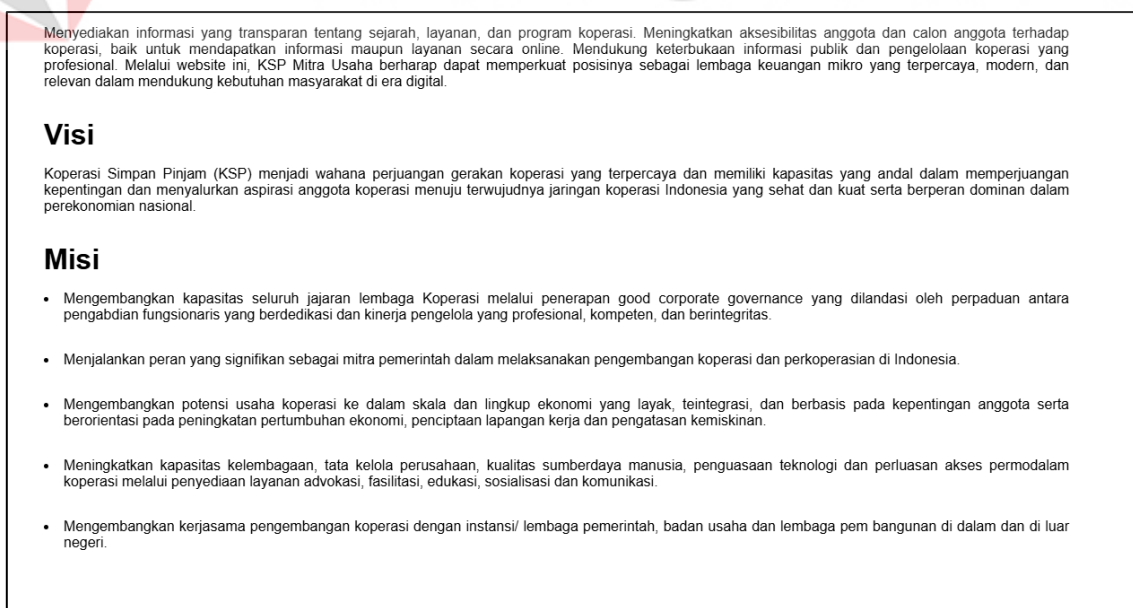 Menyediakan informasi yang transparan tentang sejarah, layanan, dan program koperasi. Meningkatkan aksesibilitas anggota dan calon anggota terhadap
koperasi, baik untuk mendapatkan informasi maupun layanan secara online. Mendukung keterbukaan informasi publik dan pengelolaan koperasi yang
profesional. Melalui website ini, KSP Mitra Usaha berharap dapat memperkuat posisinya sebagai lembaga keuangan mikro yang terpercaya, modern, dan
relevan dalam mendukung kebutuhan masyarakat di era digital.
Visi
Koperasi Simpan Pinjam (KSP) menjadi wahana perjuangan gerakan koperasi yang terpercaya dan memiliki kapasitas yang andal dalam memperjuangan
kepentingan dan menyalurkan aspirasi anggota koperasi menuju terwujudnya jaringan koperasi Indonesia yang sehat dan kuat serta berperan dominan dalam
perekonomian nasional.
Misi
• Mengembangkan kapasitas seluruh jajaran lembaga Koperasi melalui penerapan good corporate governance yang dilandasi oleh perpaduan antara
pengabdian fungsionaris yang berdedikasi dan kinerja pengelola yang profesional, kompeten, dan berintegritas.
• Menjalankan peran yang signifikan sebagai mitra pemerintah dalam melaksanakan pengembangan koperasi dan perkoperasian di Indonesia.
• Mengembangkan potensi usaha koperasi ke dalam skala dan lingkup ekonomi yang layak, teintegrasi, dan berbasis pada kepentingan anggota serta
berorientasi pada peningkatan pertumbuhan ekonomi, penciptaan lapangan kerja dan pengatasan kemiskinan.
• Meningkatkan kapasitas kelembagaan, tata kelola perusahaan, kualitas sumberdaya manusia, penguasaan teknologi dan perluasan akses permodalam
koperasi melalui penyediaan layanan advokasi, fasilitasi, edukasi, sosialisasi dan komunikasi.
• Mengembangkan kerjasama pengembangan koperasi dengan instansi/ lembaga pemerintah, badan usaha dan lembaga pem bangunan di dalam dan di luar
negeri.